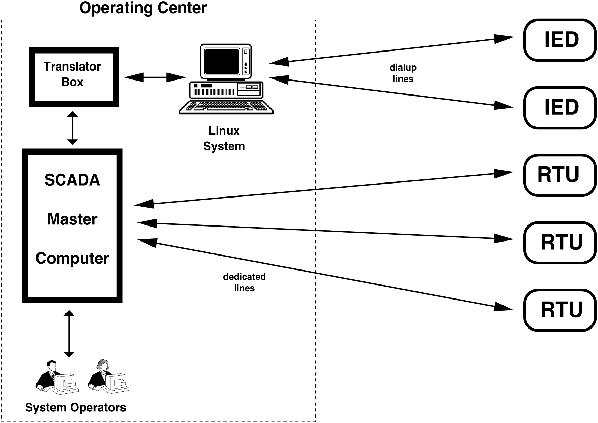 Operating Center
Translator
Box
Linux
System
dialup
lines
IED
IED
SCADA
Master
Computer
RTU
RTU
RTU
dedicated
lines
System Operators